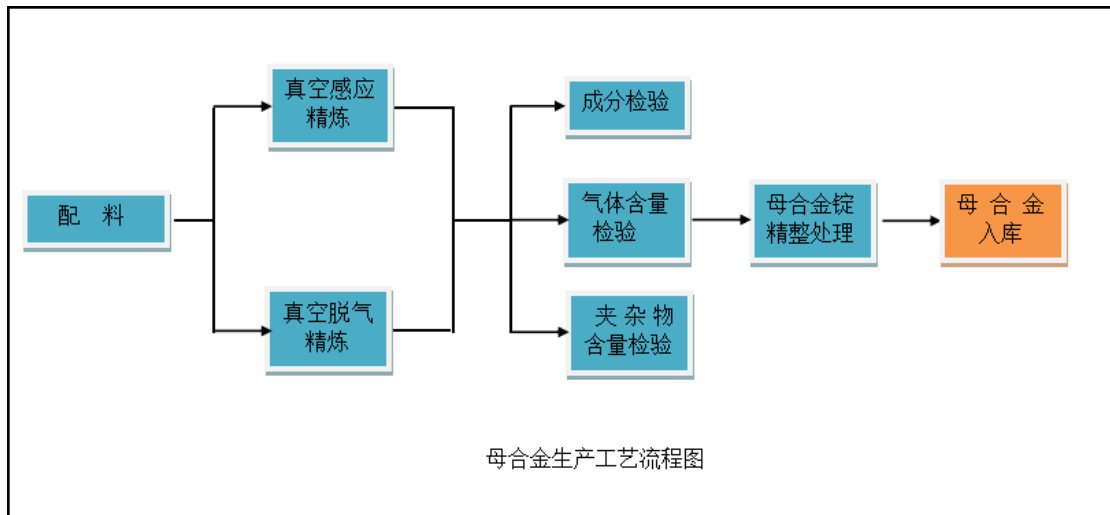 配 料
真空感应
精炼
真空脱气
精炼
成分检验
气体含量
检验
夹 杂 物
含量检验
母合金锭
精整处理
母 合 金
入库
母合金生产工艺流程图